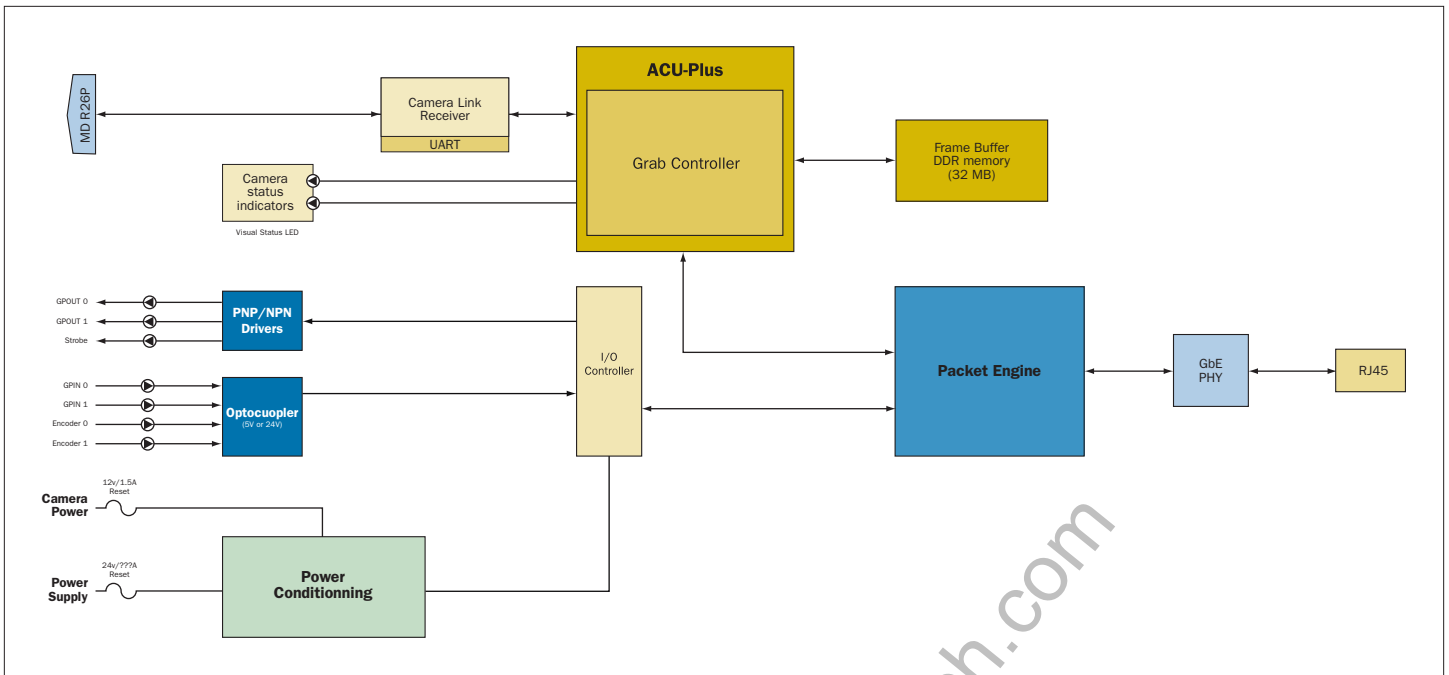 ACU-Plus
MD R26P
Camera Link
Receiver
UART
Grab Controller
Frame Buffer
DDR memory
(32 MB)
Camera
status
indicators
Visual Status LED
GPOUT 0
GPOUT 1
Strobe
PNP/NPN
Drivers
I/O
Controller
Packet Engine
GbE
PHY
RJ45
GPIN 0
GPIN 1
Encoder 0
Encoder 1
Optocuopler
(5V or 24V)
Camera
Power
12v/1.5A
Reset
Power
Supply
24v/???A
Reset
Power
Conditionning
h.com